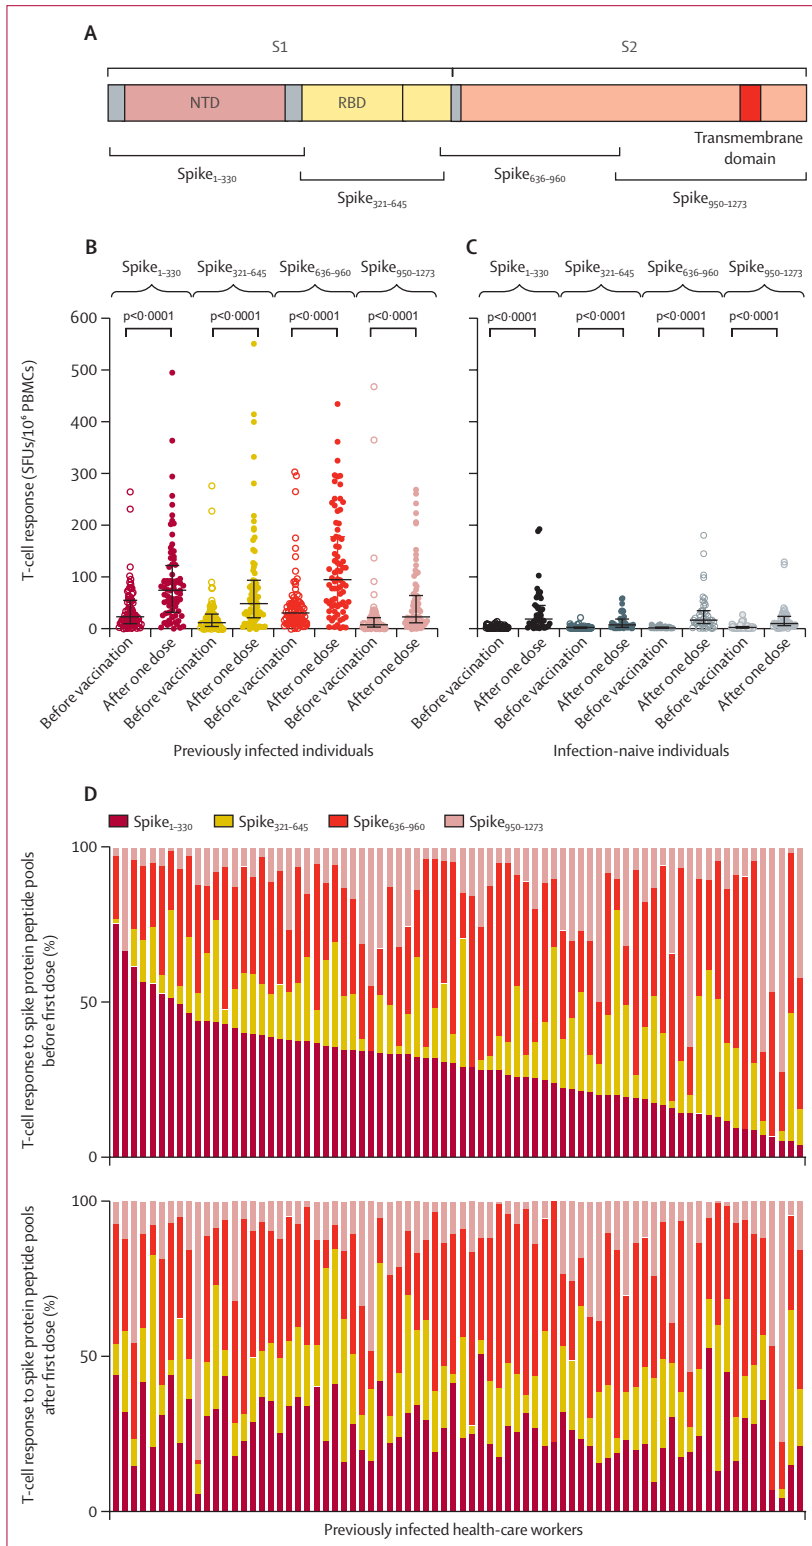 A
S1 S2
NTD RBD
Transmembrane
domain
Spike₁₋₃₃₀ Spike₆₃₆₋₉₆₀
Spike₃₂₁₋₆₄₅ Spike₉₅₀₋₁₂₇₃
B C
Spike₁₋₃₃₀ Spike₃₂₁₋₆₄₅ Spike₆₃₆₋₉₆₀ Spike₉₅₀₋₁₂₇₃ Spike₁₋₃₃₀ Spike₃₂₁₋₆₄₅ Spike₆₃₆₋₉₆₀ Spike₉₅₀₋₁₂₇₃
p<0·0001 p<0·0001 p<0·0001 p<0·0001 p<0·0001 p<0·0001 p<0·0001 p<0·0001
T-cell response (SFUs/10⁶ PBMCs)
600
500
400
300
200
100
0
Before vaccination After one dose Before vaccination After one dose Before vaccination After one dose Before vaccination After one dose Before vaccination After one dose Before vaccination After one dose Before vaccination After one dose Before vaccination After one dose
Previously infected individuals Infection-naive individuals
D
Spike₁₋₃₃₀ Spike₃₂₁₋₆₄₅ Spike₆₃₆₋₉₆₀ Spike₉₅₀₋₁₂₇₃
T-cell response to spike protein peptide pools
before first dose (%)
100
50
0
T-cell response to spike protein peptide pools
after first dose (%)
100
50
0
Previously infected health-care workers